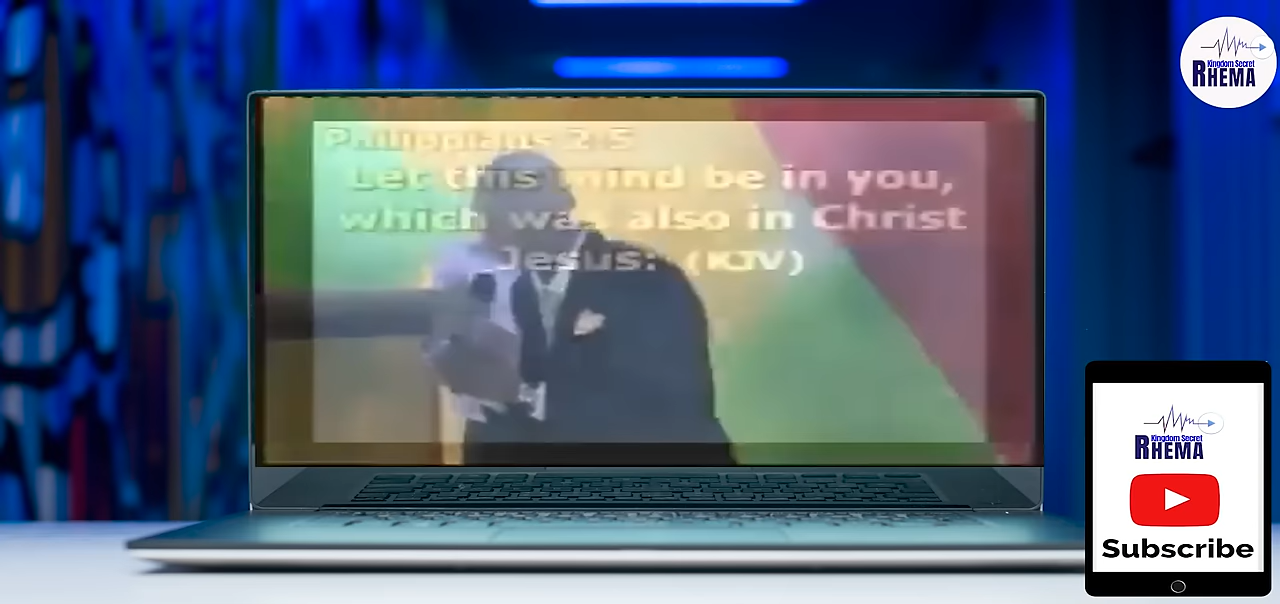 Kingdom Secret
RHEMA
Philippians 2:5
Let this mind be in you,
which was also in Christ
Jesus: (KJV)
Kingdom Secret
RHEMA
Subscribe